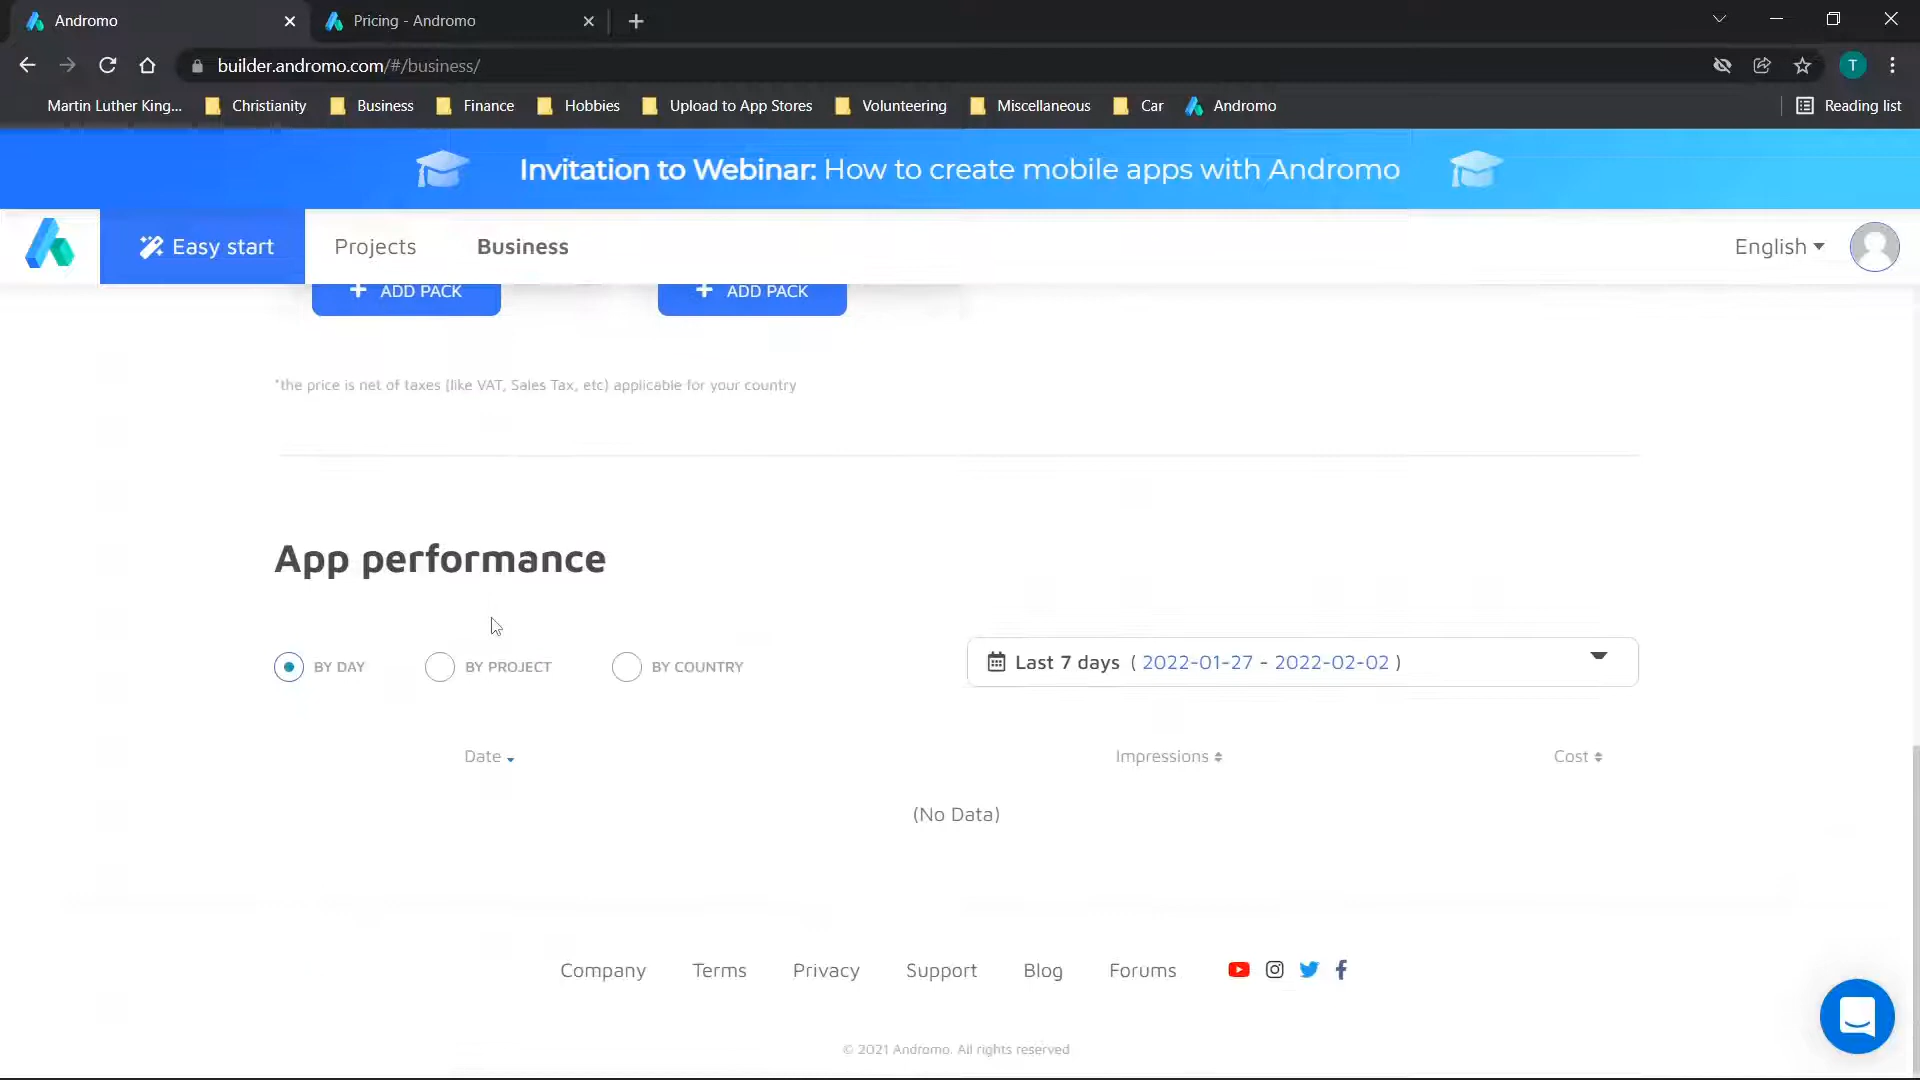 Andromo
Pricing - Andromo
builder.andromo.com/#/business/
T
Martin Luther King...
Christianity
Business
Finance
Hobbies
Upload to App Stores
Volunteering
Miscellaneous
Car
Andromo
Reading list
Invitation to Webinar: How to create mobile apps with Andromo
Easy start
Projects
Business
English
+ ADD PACK
+ ADD PACK
*the price is net of taxes (like VAT, Sales Tax, etc) applicable for your country
App performance
BY DAY
BY PROJECT
BY COUNTRY
Last 7 days ( 2022-01-27 - 2022-02-02 )
Date
Impressions
Cost
(No Data)
Company
Terms
Privacy
Support
Blog
Forums
© 2021 Andromo. All rights reserved